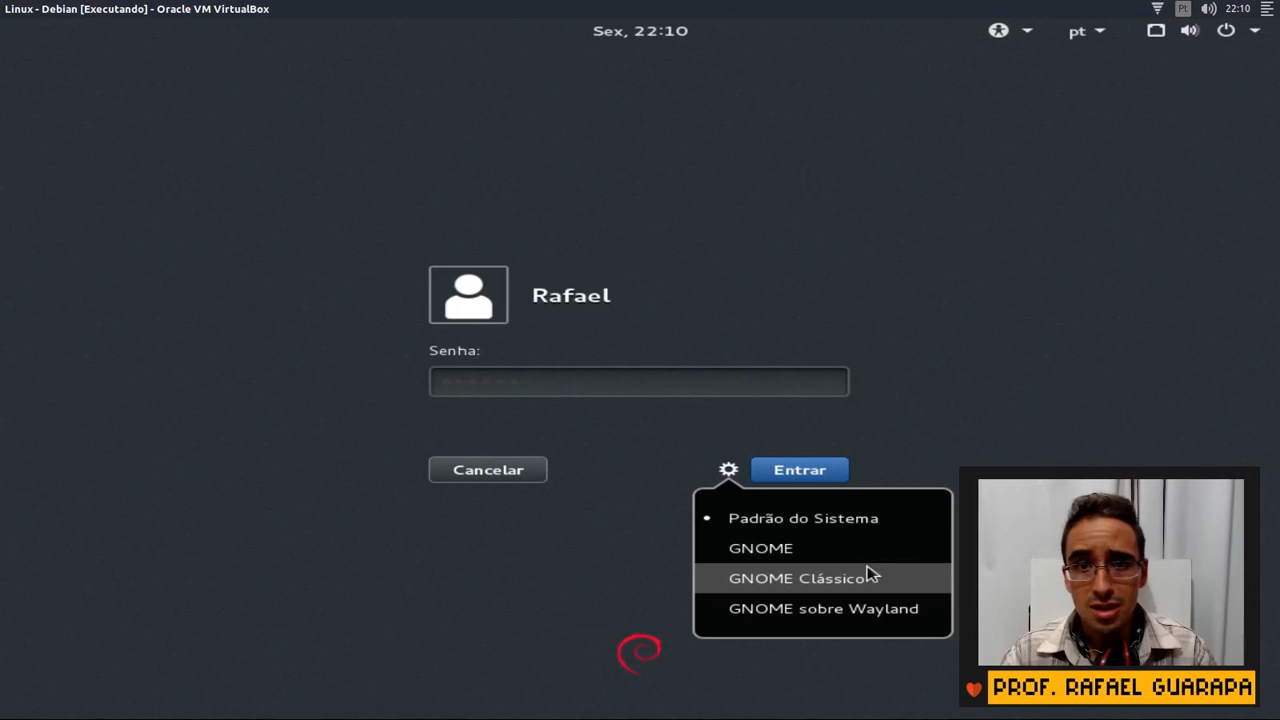 Linux - Debian [Executando] - Oracle VM VirtualBox
Pt
22:10
Sex, 22:10
pt
Rafael
Senha:
Cancelar
Entrar
Padrão do Sistema
GNOME
GNOME Clássico
GNOME sobre Wayland
PROF. RAFAEL GUARAPA